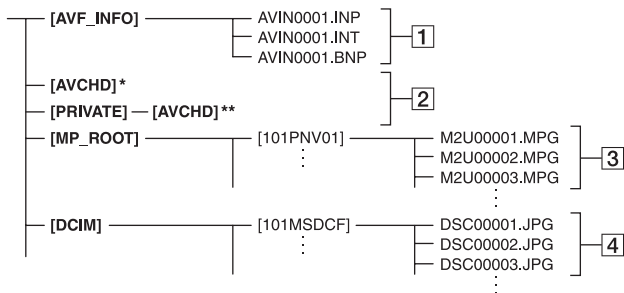 [AVF_INFO] AVIN0001.INP
AVIN0001.INT 1
AVIN0001.BNP
[AVCHD]*
2
[PRIVATE] [AVCHD]**
[MP_ROOT] [101PNV01] M2U00001.MPG
M2U00002.MPG 3
M2U00003.MPG
[DCIM] [101MSDCF] DSC00001.JPG
DSC00002.JPG 4
DSC00003.JPG